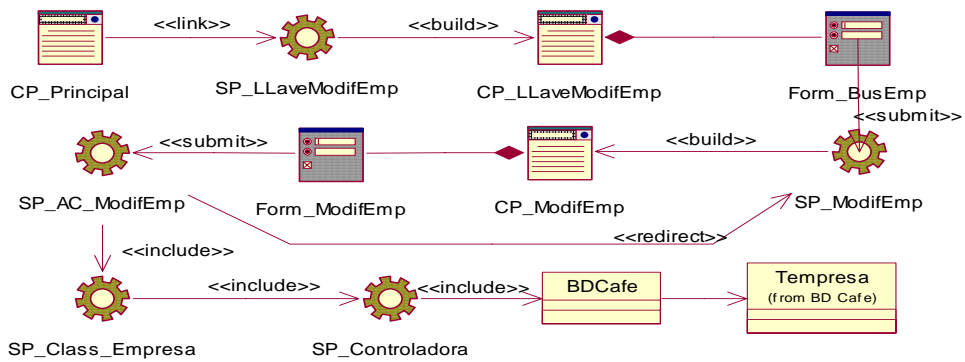 <<link>>
<<build>>
CP_Principal
SP_LLaveModifEmp
CP_LLaveModifEmp
Form_BusEmp
<<submit>>
<<submit>>
<<build>>
SP_AC_ModifEmp
Form_ModifEmp
CP_ModifEmp
SP_ModifEmp
<<redirect>>
<<include>>
<<include>>
<<include>>
BDCafe
Tempresa
(from BD Cafe)
SP_Class_Empresa
SP_Controladora